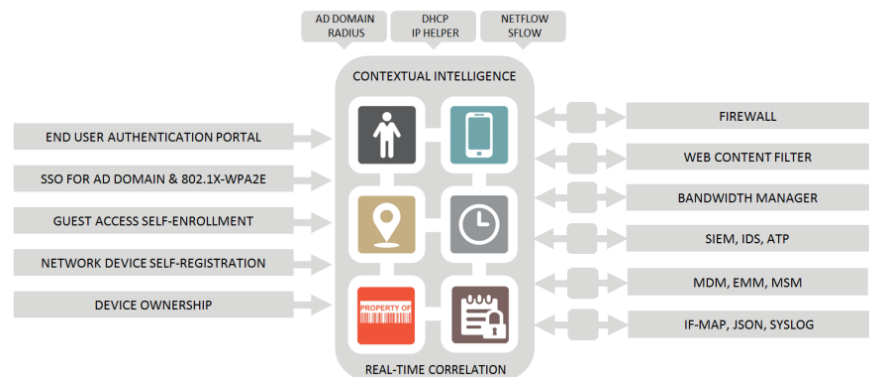 AD DOMAIN
RADIUS
DHCP
IP HELPER
NETFLOW
SFLOW
CONTEXTUAL INTELLIGENCE
END USER AUTHENTICATION PORTAL
SSO FOR AD DOMAIN & 802.1X-WPA2E
GUEST ACCESS SELF-ENROLLMENT
NETWORK DEVICE SELF-REGISTRATION
DEVICE OWNERSHIP
PROPERTY OF
REAL-TIME CORRELATION
FIREWALL
WEB CONTENT FILTER
BANDWIDTH MANAGER
SIEM, IDS, ATP
MDM, EMM, MSM
IF-MAP, JSON, SYSLOG